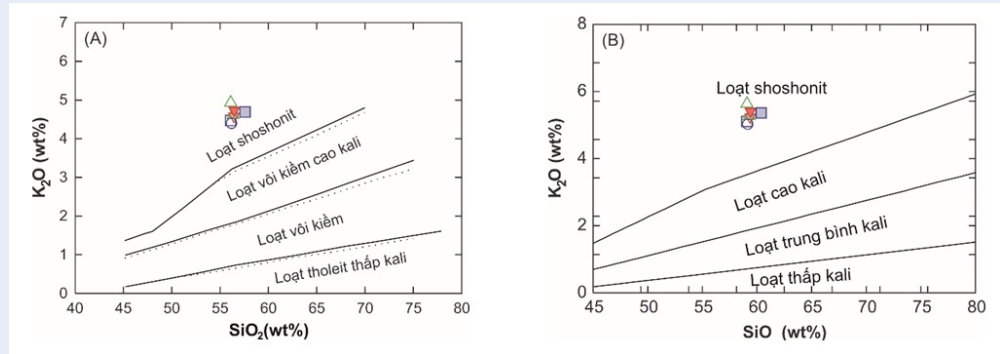 (A)
7
6
5
4
3
2
1
0
K₂O (wt%)
Loạt shoshonit
Loạt vôi kiềm cao kali
Loạt vôi kiềm
Loạt tholeit thấp kali
40 45 50 55 60 65 70 75 80
SiO₂(wt%)
(B)
8
6
4
2
0
K₂O (wt%)
Loạt shoshonit
Loạt cao kali
Loạt trung bình kali
Loạt thấp kali
45 50 55 60 65 70 75 80
SiO (wt%)